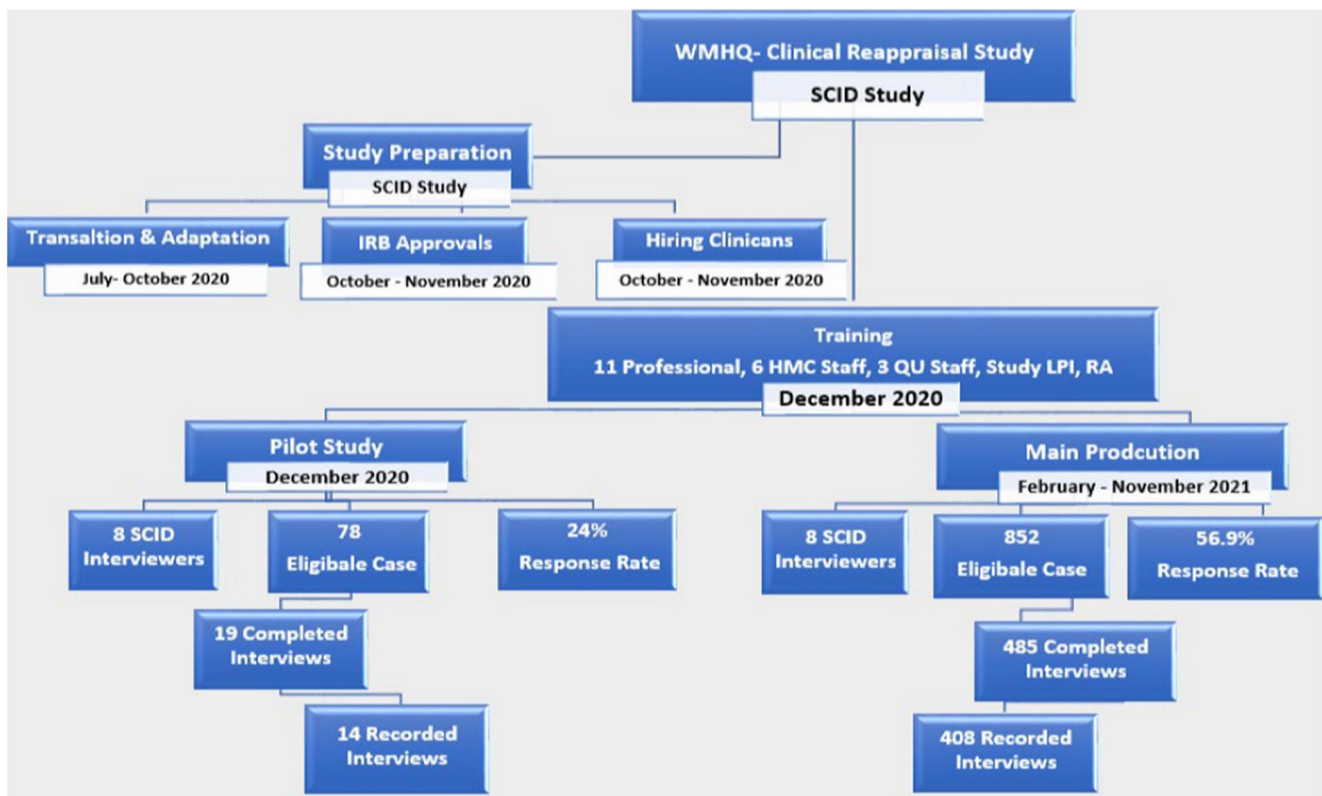 WMHQ- Clinical Reappraisal Study
SCID Study
Study Preparation
SCID Study
Transaltion & Adaptation
July- October 2020
IRB Approvals
October - November 2020
Hiring Clinicans
October - November 2020
Training
11 Professional, 6 HMC Staff, 3 QU Staff, Study LPI, RA
December 2020
Pilot Study
December 2020
8 SCID
Interviewers
78
Eligibale Case
24%
Response Rate
19 Completed
Interviews
14 Recorded
Interviews
Main Prodcution
February - November 2021
8 SCID
Interviewers
852
Eligibale Case
56.9%
Response Rate
485 Completed
Interviews
408 Recorded
Interviews